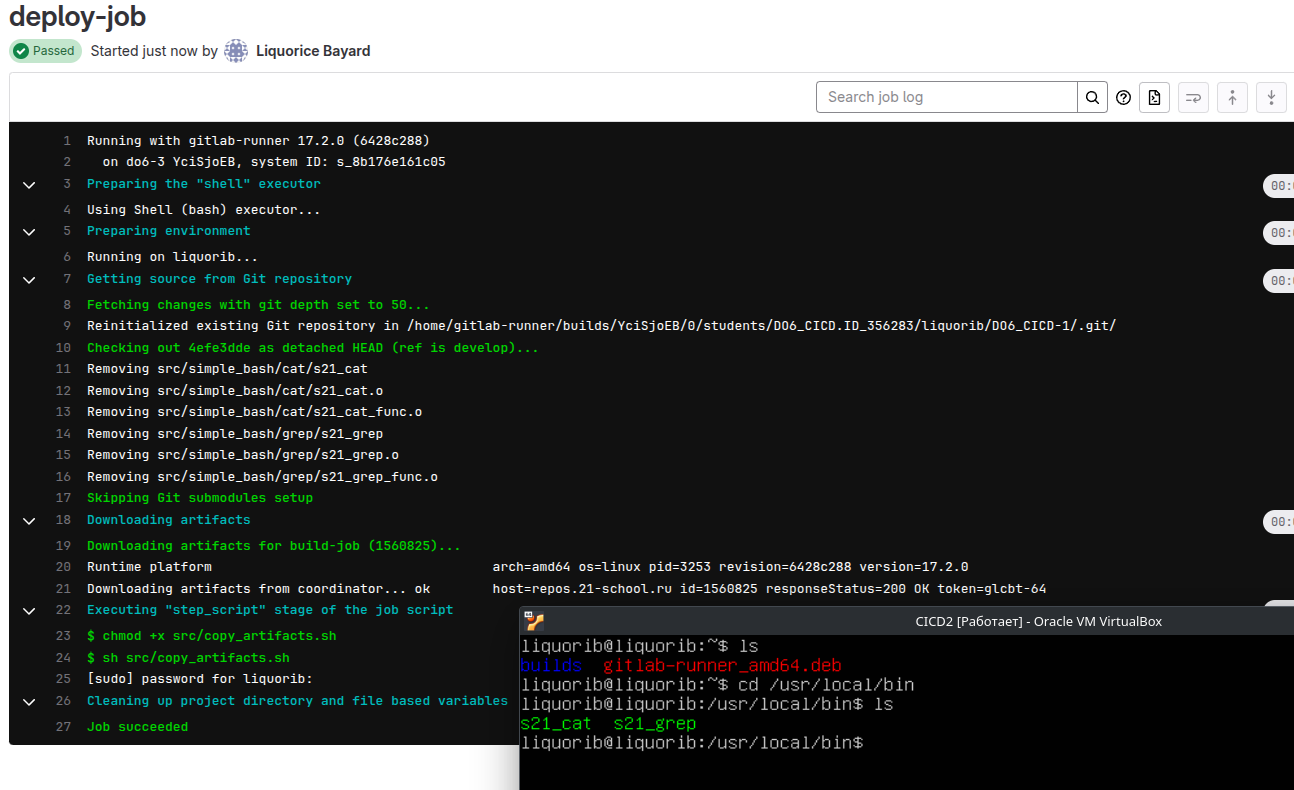 deploy-job
Passed Started just now by Liquorice Bayard
Search job log
1 Running with gitlab-runner 17.2.0 (6428c288)
2 on do6-3 YciSjoEB, system ID: s_8b176e161c05
3 Preparing the "shell" executor 00:
4 Using Shell (bash) executor...
5 Preparing environment 00:
6 Running on liquorib...
7 Getting source from Git repository 00:
8 Fetching changes with git depth set to 50...
9 Reinitialized existing Git repository in /home/gitlab-runner/builds/YciSjoEB/0/students/DO6_CICD.ID_356283/liquorib/DO6_CICD-1/.git/
10 Checking out 4efe3dde as detached HEAD (ref is develop)...
11 Removing src/simple_bash/cat/s21_cat
12 Removing src/simple_bash/cat/s21_cat.o
13 Removing src/simple_bash/cat/s21_cat_func.o
14 Removing src/simple_bash/grep/s21_grep
15 Removing src/simple_bash/grep/s21_grep.o
16 Removing src/simple_bash/grep/s21_grep_func.o
17 Skipping Git submodules setup
18 Downloading artifacts 00:
19 Downloading artifacts for build-job (1560825)...
20 Runtime platform arch=amd64 os=linux pid=3253 revision=6428c288 version=17.2.0
21 Downloading artifacts from coordinator... ok host=repos.21-school.ru id=1560825 responseStatus=200 OK token=glcbt-64
22 Executing "step_script" stage of the job script
23 $ chmod +x src/copy_artifacts.sh
24 $ sh src/copy_artifacts.sh
25 [sudo] password for liquorib:
26 Cleaning up project directory and file based variables
27 Job succeeded
CICD2 [Работает] - Oracle VM VirtualBox
liquorib@liquorib:~$ ls
builds gitlab-runner_amd64.deb
liquorib@liquorib:~$ cd /usr/local/bin
liquorib@liquorib:/usr/local/bin$ ls
s21_cat s21_grep
liquorib@liquorib:/usr/local/bin$